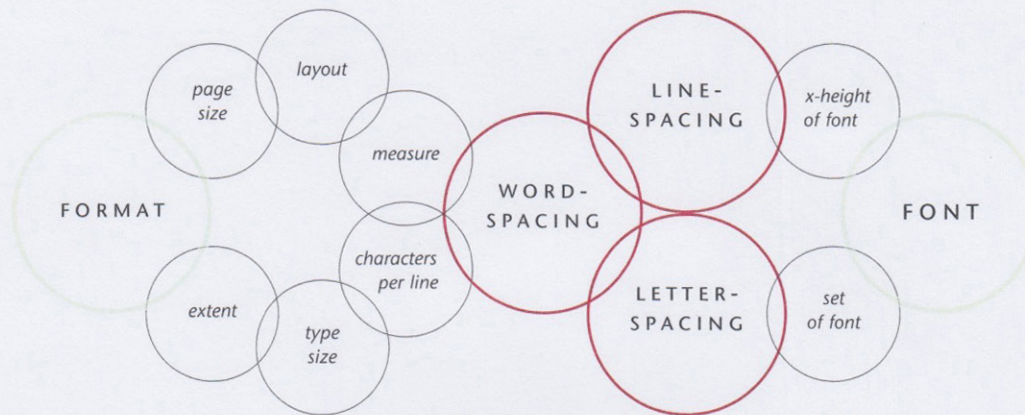 FORMAT
page
size
layout
measure
extent
type
size
characters
per line
WORD-
SPACING
LINE-
SPACING
LETTER-
SPACING
x-height
of font
set
of font
FONT